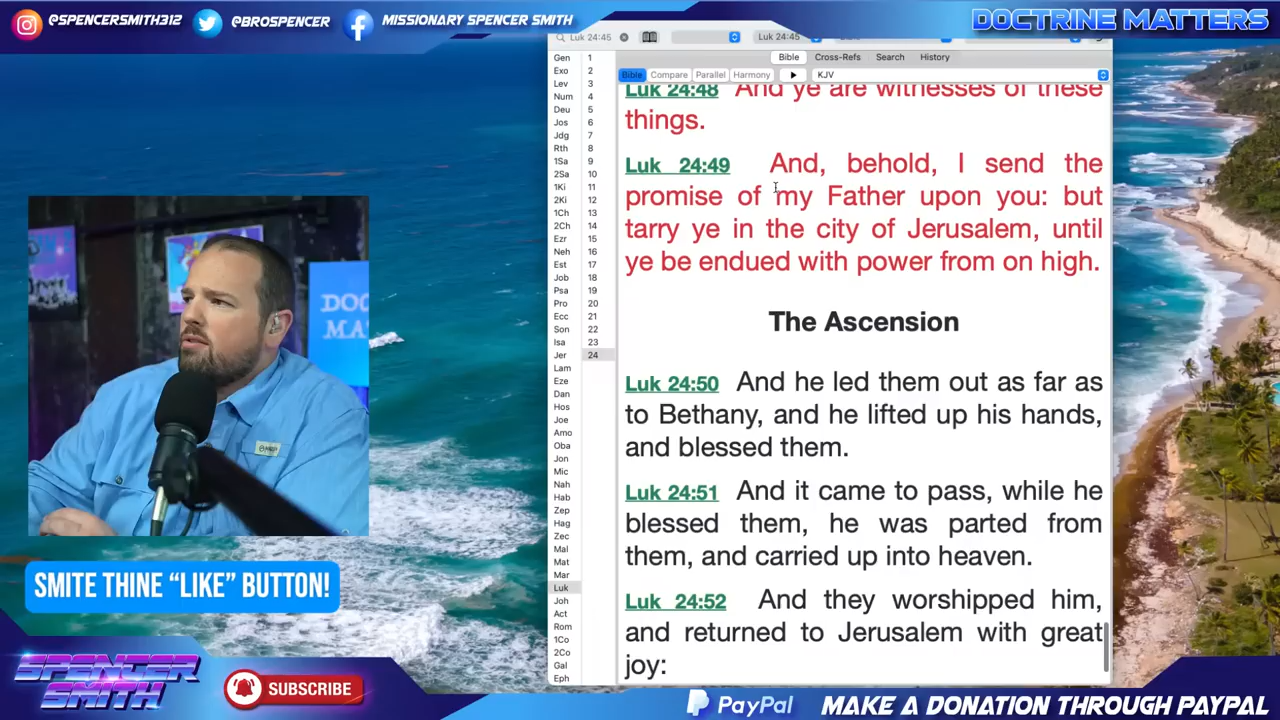 @SPENCERSMITH312
@BROSPENCER
MISSIONARY SPENCER SMITH
DOCTRINE MATTERS
Luk 24:45
Luk 24:45
Bible Cross-Refs Search History
Bible Compare Parallel Harmony KJV
Gen 1
Exo 2
Lev 3
Num 4
Deu 5
Jos 6
Jdg 7
Rth 8
1Sa 9
2Sa 10
1Ki 11
2Ki 12
1Ch 13
2Ch 14
Ezr 15
Neh 16
Est 17
Job 18
Psa 19
Pro 20
Ecc 21
Son 22
Isa 23
Jer 24
Lam
Eze
Dan
Hos
Joe
Amo
Oba
Jon
Mic
Nah
Hab
Zep
Hag
Zec
Mal
Mat
Mar
Luk
Joh
Act
Rom
1Co
2Co
Gal
Eph
Luk 24:48 And ye are witnesses of these
things.
Luk 24:49 And, behold, I send the
promise of my Father upon you: but
tarry ye in the city of Jerusalem, until
ye be endued with power from on high.
The Ascension
Luk 24:50 And he led them out as far as
to Bethany, and he lifted up his hands,
and blessed them.
Luk 24:51 And it came to pass, while he
blessed them, he was parted from
them, and carried up into heaven.
Luk 24:52 And they worshipped him,
and returned to Jerusalem with great
joy:
DOC
MA
SMITE THINE “LIKE” BUTTON!
SPENCER
SMITH
SUBSCRIBE
PayPal MAKE A DONATION THROUGH PAYPAL